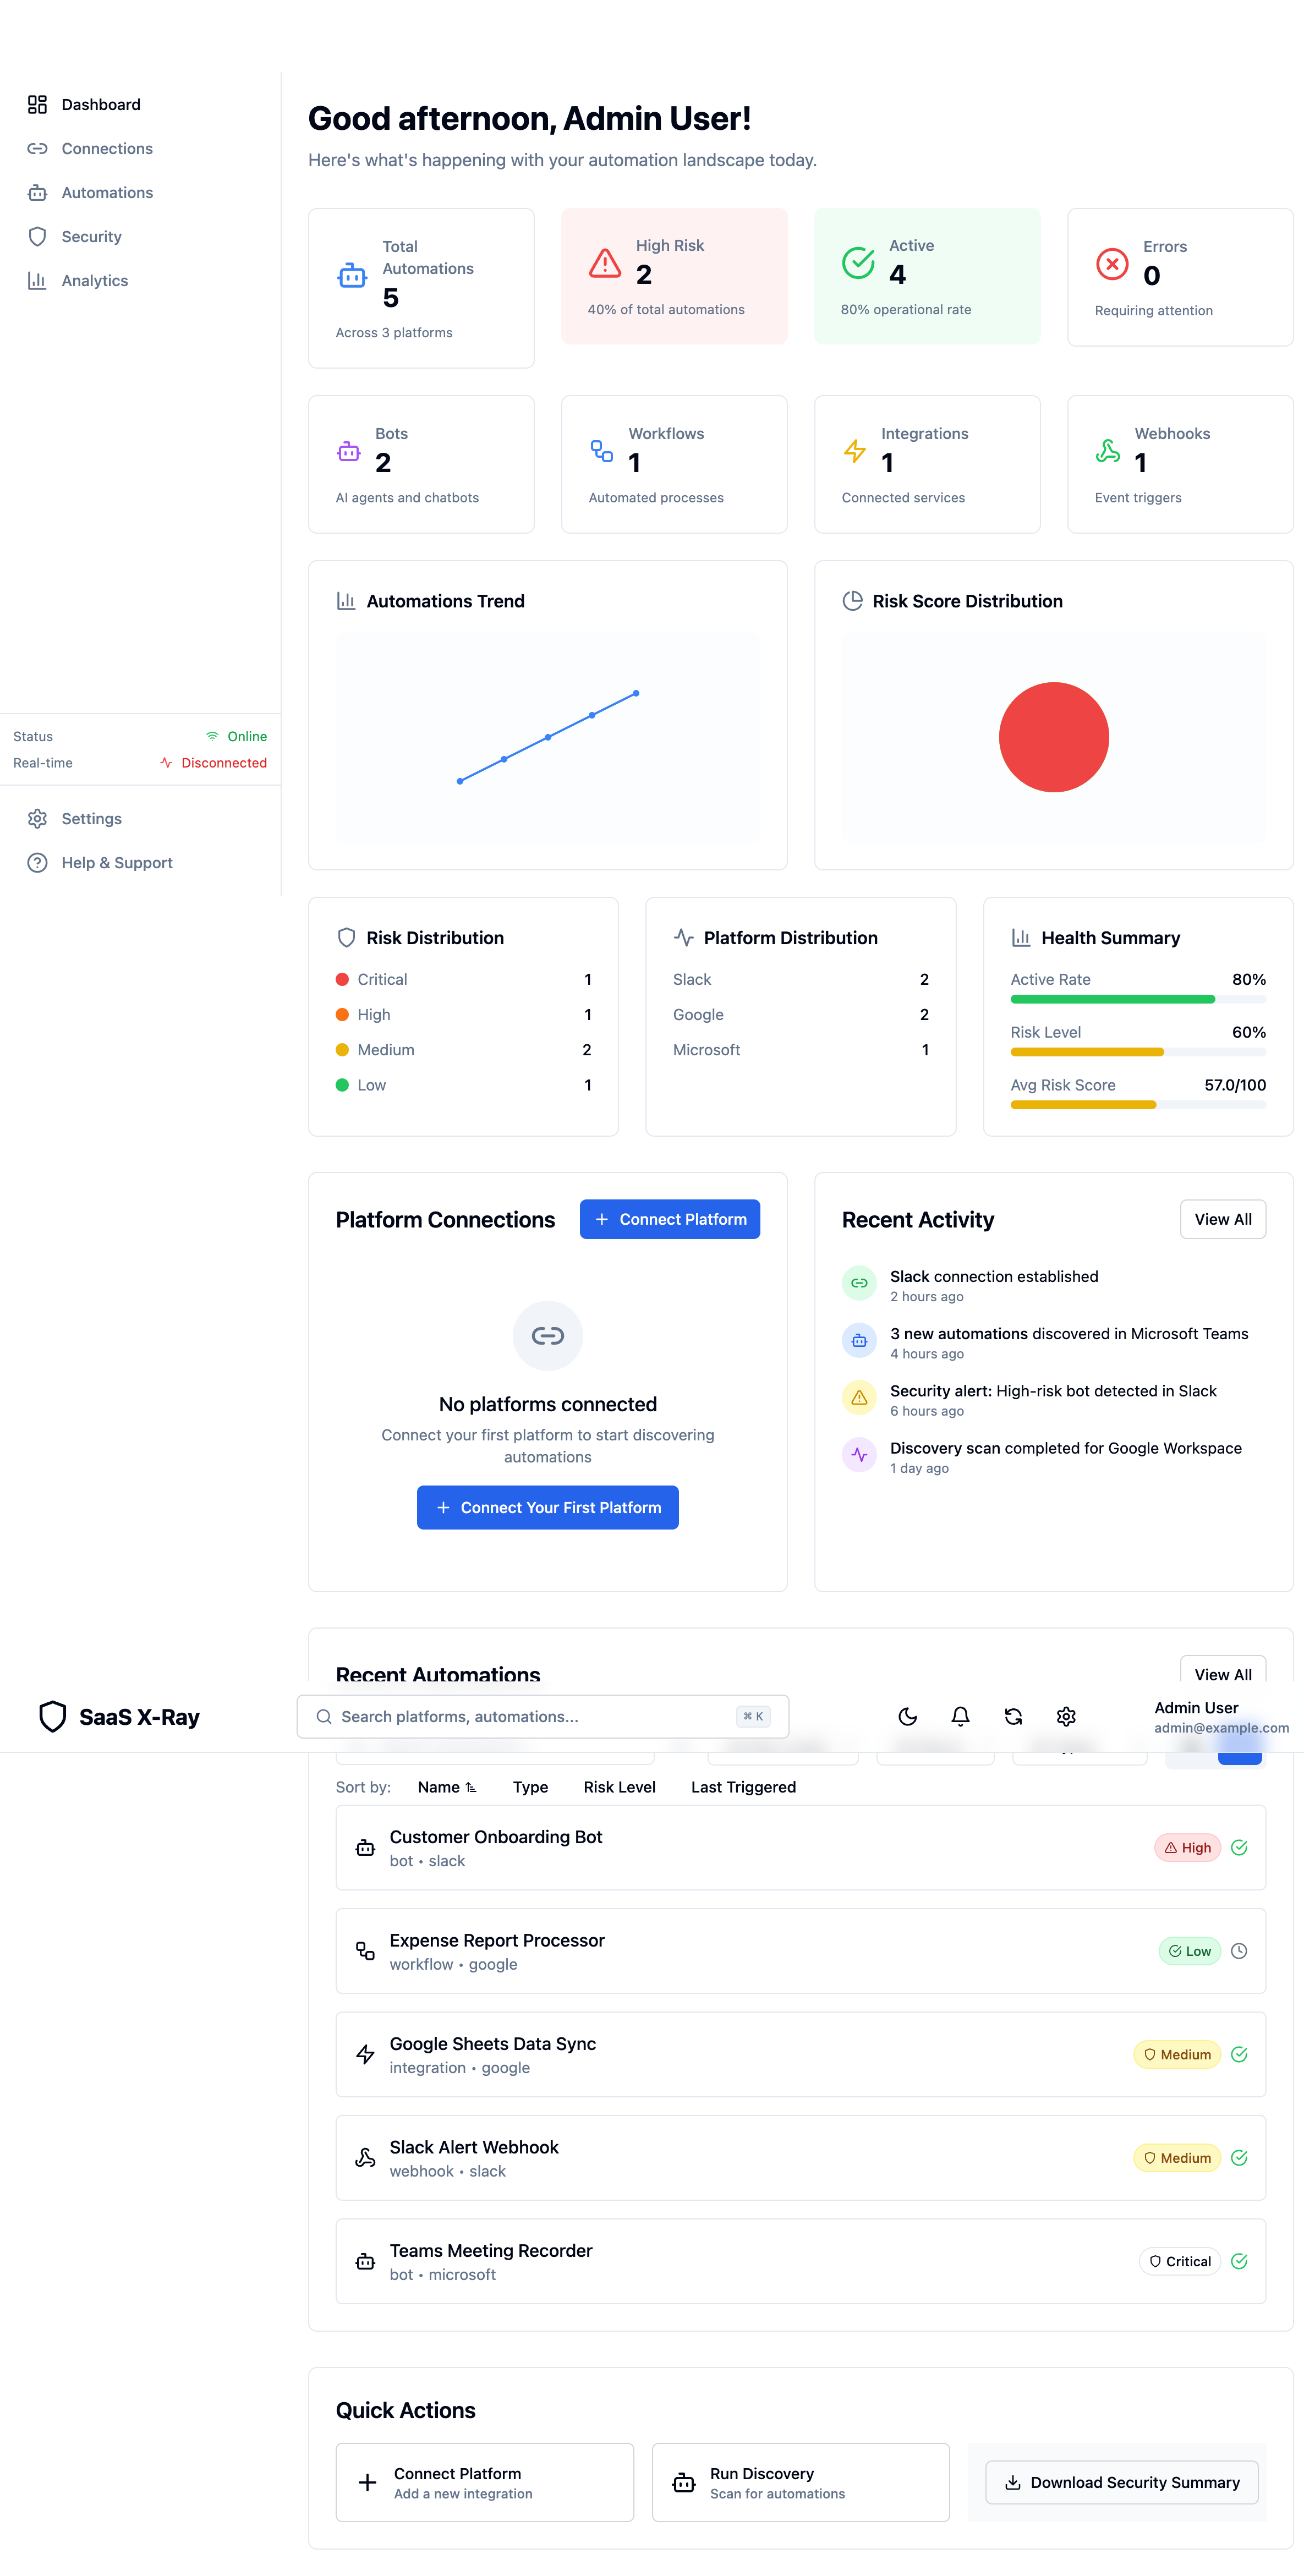 Dashboard
Connections
Automations
Security
Analytics
Status Online
Real-time Disconnected
Settings
Help & Support
Good afternoon, Admin User!
Here's what's happening with your automation landscape today.
Total
Automations
5
Across 3 platforms
High Risk
2
40% of total automations
Active
4
80% operational rate
Errors
0
Requiring attention
Bots
2
AI agents and chatbots
Workflows
1
Automated processes
Integrations
1
Connected services
Webhooks
1
Event triggers
Automations Trend
Risk Score Distribution
Risk Distribution
Critical 1
High 1
Medium 2
Low 1
Platform Distribution
Slack 2
Google 2
Microsoft 1
Health Summary
Active Rate 80%
Risk Level 60%
Avg Risk Score 57.0/100
Platform Connections
Connect Platform
No platforms connected
Connect your first platform to start discovering
automations
Connect Your First Platform
Recent Activity
View All
Slack connection established
2 hours ago
3 new automations discovered in Microsoft Teams
4 hours ago
Security alert: High-risk bot detected in Slack
6 hours ago
Discovery scan completed for Google Workspace
1 day ago
Recent Automations
View All
SaaS X-Ray
Search platforms, automations...
⌘ K
Admin User
admin@example.com
Sort by: Name Type Risk Level Last Triggered
Customer Onboarding Bot
bot • slack
High
Expense Report Processor
workflow • google
Low
Google Sheets Data Sync
integration • google
Medium
Slack Alert Webhook
webhook • slack
Medium
Teams Meeting Recorder
bot • microsoft
Critical
Quick Actions
Connect Platform
Add a new integration
Run Discovery
Scan for automations
Download Security Summary